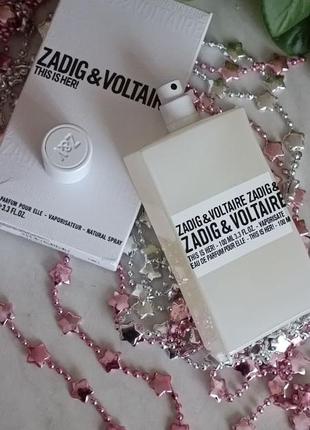 ZADIG & VOLTAIRE
THIS IS HER!
PARFUM POUR ELLE - VAPORISATEUR - NATURAL SPRAY
3.3 FL.OZ.
ZADIG & VOLTAIRE ZADIG &
ZADIG & VOLTAIRE
THIS IS HER! - 100 ML 3.3 FL.OZ. - VAPORISATE
EAU DE PARFUM POUR ELLE - THIS IS HER! - 100 M